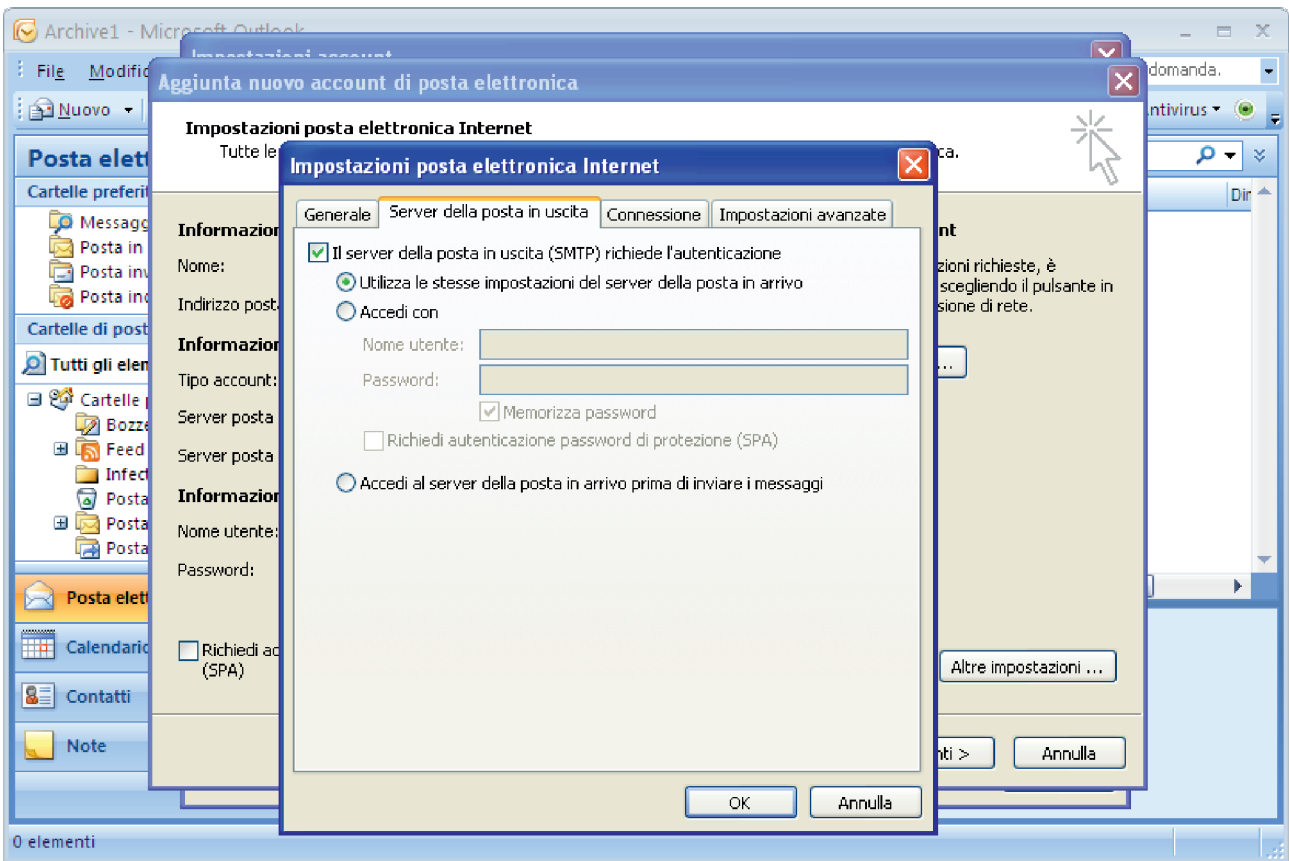 Archive1 - Microsoft Outlook
Impostazioni account
File Modific
domanda.
Aggiunta nuovo account di posta elettronica
Nuovo
ntivirus
Impostazioni posta elettronica Internet
Tutte le
ca.
Posta elett
Cartelle preferit
Messagg
Posta in
Posta inv
Posta ind
Cartelle di post
Tutti gli elen
Cartelle p
Bozze
Feed
Infect
Posta
Posta
Posta
Posta elett
Calendario
Contatti
Note
0 elementi
Dir
Informazion
Nome:
Indirizzo posta
Informazion
Tipo account:
Server posta
Server posta
Informazion
Nome utente:
Password:
Richiedi ac
(SPA)
nt
zioni richieste, è
scegliendo il pulsante in
sione di rete.
...
Altre impostazioni ...
nti >
Annulla
Impostazioni posta elettronica Internet
Generale
Server della posta in uscita
Connessione
Impostazioni avanzate
Il server della posta in uscita (SMTP) richiede l'autenticazione
Utilizza le stesse impostazioni del server della posta in arrivo
Accedi con
Nome utente:
Password:
Memorizza password
Richiedi autenticazione password di protezione (SPA)
Accedi al server della posta in arrivo prima di inviare i messaggi
OK
Annulla